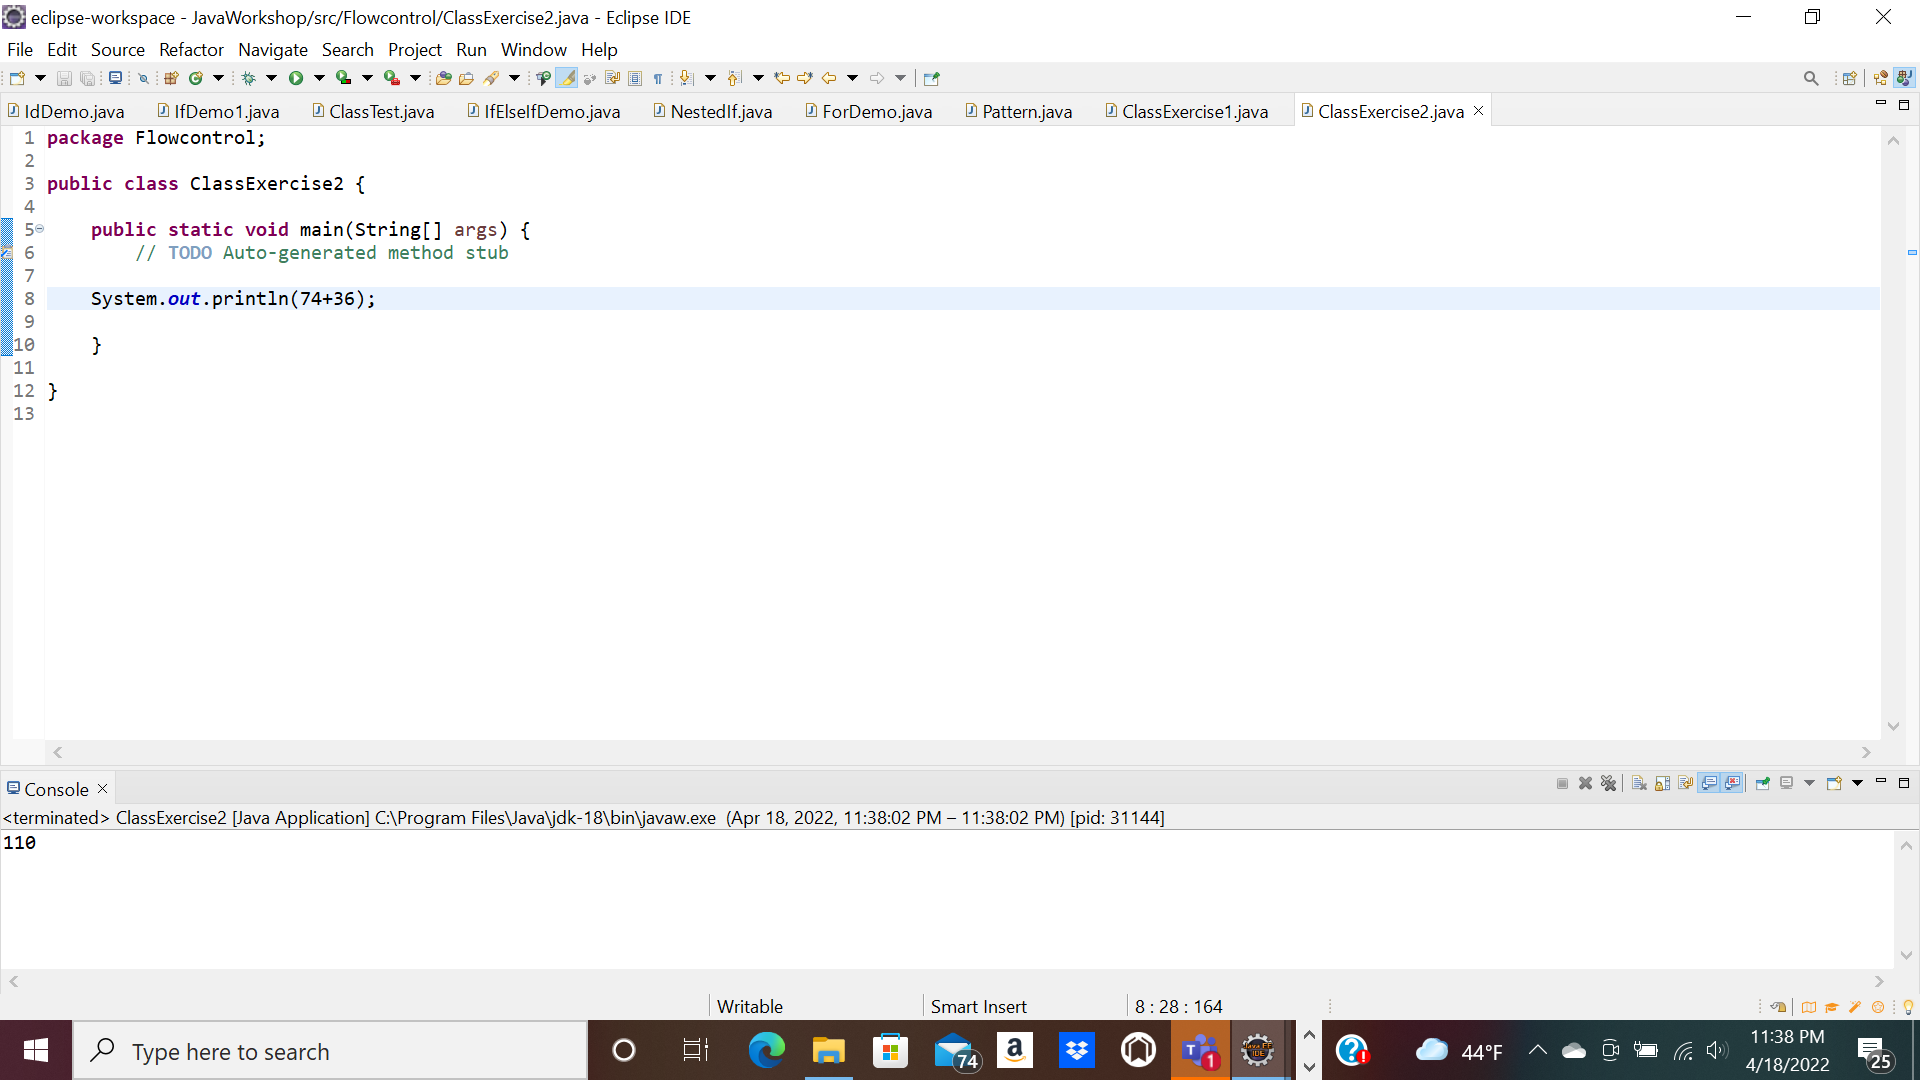 eclipse-workspace - JavaWorkshop/src/Flowcontrol/ClassExercise2.java - Eclipse IDE
File Edit Source Refactor Navigate Search Project Run Window Help
IdDemo.java IfDemo1.java ClassTest.java IfElseIfDemo.java NestedIf.java ForDemo.java Pattern.java ClassExercise1.java ClassExercise2.java
1 package Flowcontrol;
2
3 public class ClassExercise2 {
4
5 public static void main(String[] args) {
6 // TODO Auto-generated method stub
7
8 System.out.println(74+36);
9
10 }
11
12 }
13
Console
<terminated> ClassExercise2 [Java Application] C:\Program Files\Java\jdk-18\bin\javaw.exe (Apr 18, 2022, 11:38:02 PM – 11:38:02 PM) [pid: 31144]
110
Writable Smart Insert 8 : 28 : 164
Type here to search 74 a T 1 IDE 44°F 11:38 PM
4/18/2022 25